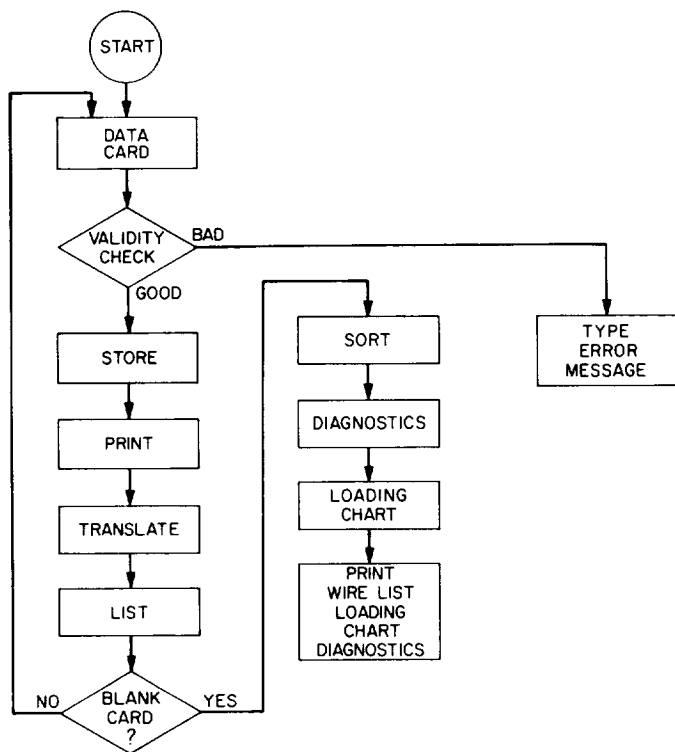 START
DATA
CARD
VALIDITY
CHECK
BAD
GOOD
STORE
PRINT
TRANSLATE
LIST
BLANK
CARD
?
NO
YES
SORT
DIAGNOSTICS
LOADING
CHART
PRINT
WIRE LIST
LOADING
CHART
DIAGNOSTICS
TYPE
ERROR
MESSAGE